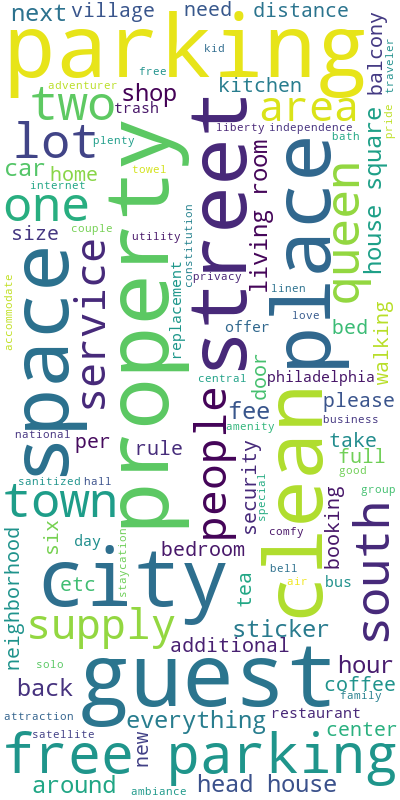 next village need distance
parking
kid
free
balcony
traveler
adventurer
two
trash
shop
kitchen
area
pride
lot
plenty
street
liberty independence
bath
car home
internet
towel
property
living room
place
queen
house square
one
size
couple
utility
constitution
privacy
space
service
replacement
linen
love
offer
bed
accommodate
walking
central
door
philadelphia
people
fee
amenity
clean
please
business
national
per
rule
security
take
full
good
sanitized hall
special
group
town
six
day
staycation
bedroom
comfy
booking
south
neighborhood
city
etc
tea
bell
air
bus
supply
sticker
solo
additional
hour
back
guest
coffee
family
attraction
everything
restaurant
satellite
new
center
free parking
around
ambiance
head house